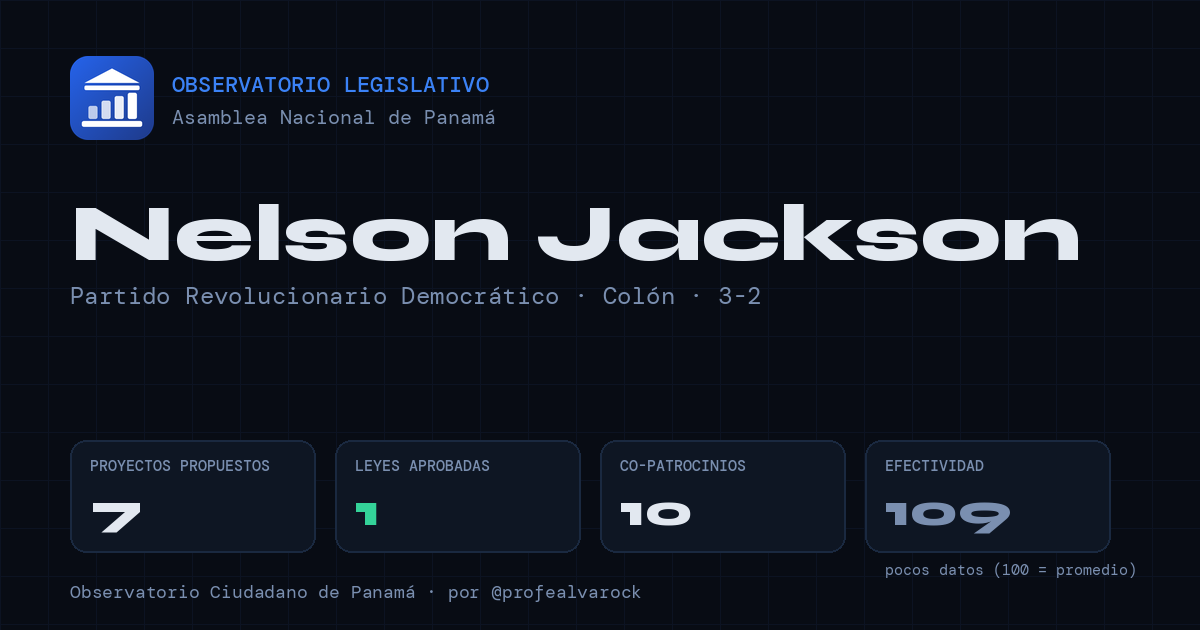 OBSERVATORIO LEGISLATIVO
Asamblea Nacional de Panamá
Nelson Jackson
Partido Revolucionario Democrático · Colón · 3-2
PROYECTOS PROPUESTOS
7
LEYES APROBADAS
1
CO-PATROCINIOS
10
EFECTIVIDAD
109
pocos datos (100 = promedio)
Observatorio Ciudadano de Panamá · por @profealvarock